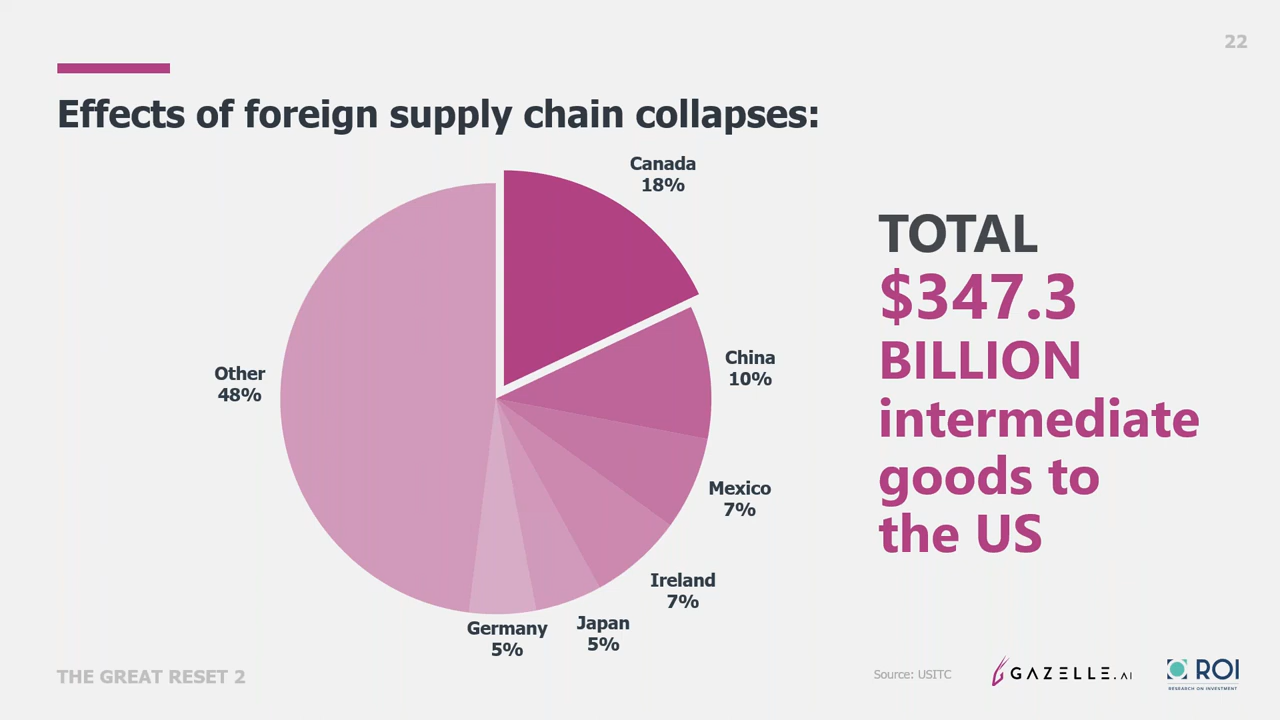 22
Effects of foreign supply chain collapses:
Canada
18%
China
10%
Mexico
7%
Ireland
7%
Japan
5%
Germany
5%
Other
48%
TOTAL
$347.3
BILLION
intermediate
goods to
the US
THE GREAT RESET 2
Source: USITC
GAZELLE.AI
ROI
RESEARCH ON INVESTMENT